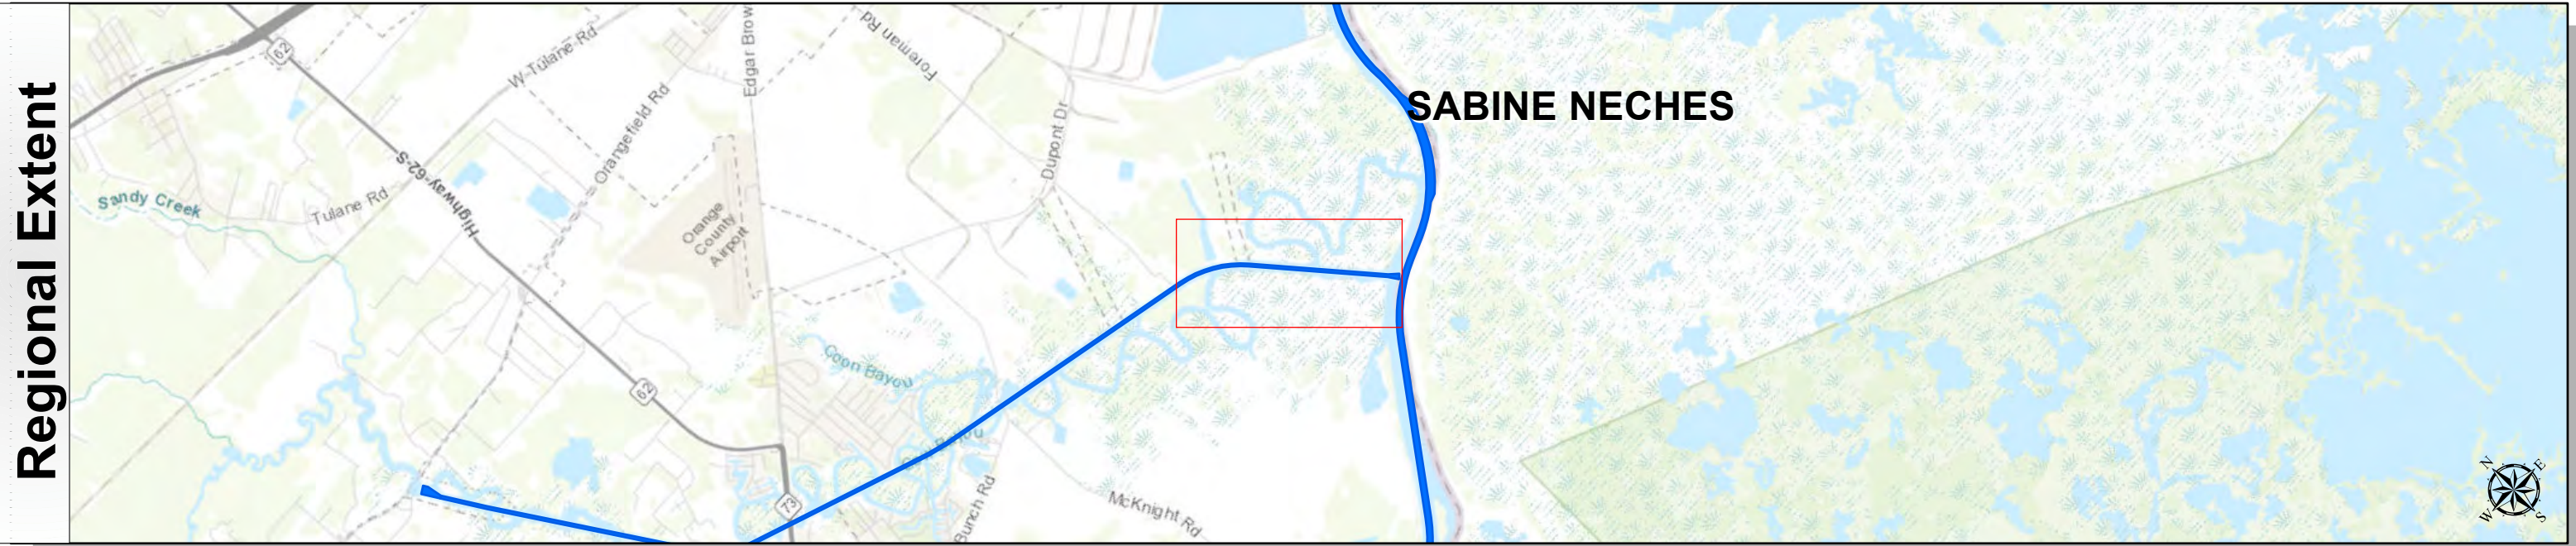 Regional Extent
62
W-Tulane Rd
Edgar Brow
Foreman Rd
SABINE NECHES
Orangefield Rd
Dupont Dr
Highway-62-S
Sandy Creek
Tulane Rd
Orange
County
Airport
Coon Bayou
62
73
Bunch Rd
McKnight Rd
N
E
W
S